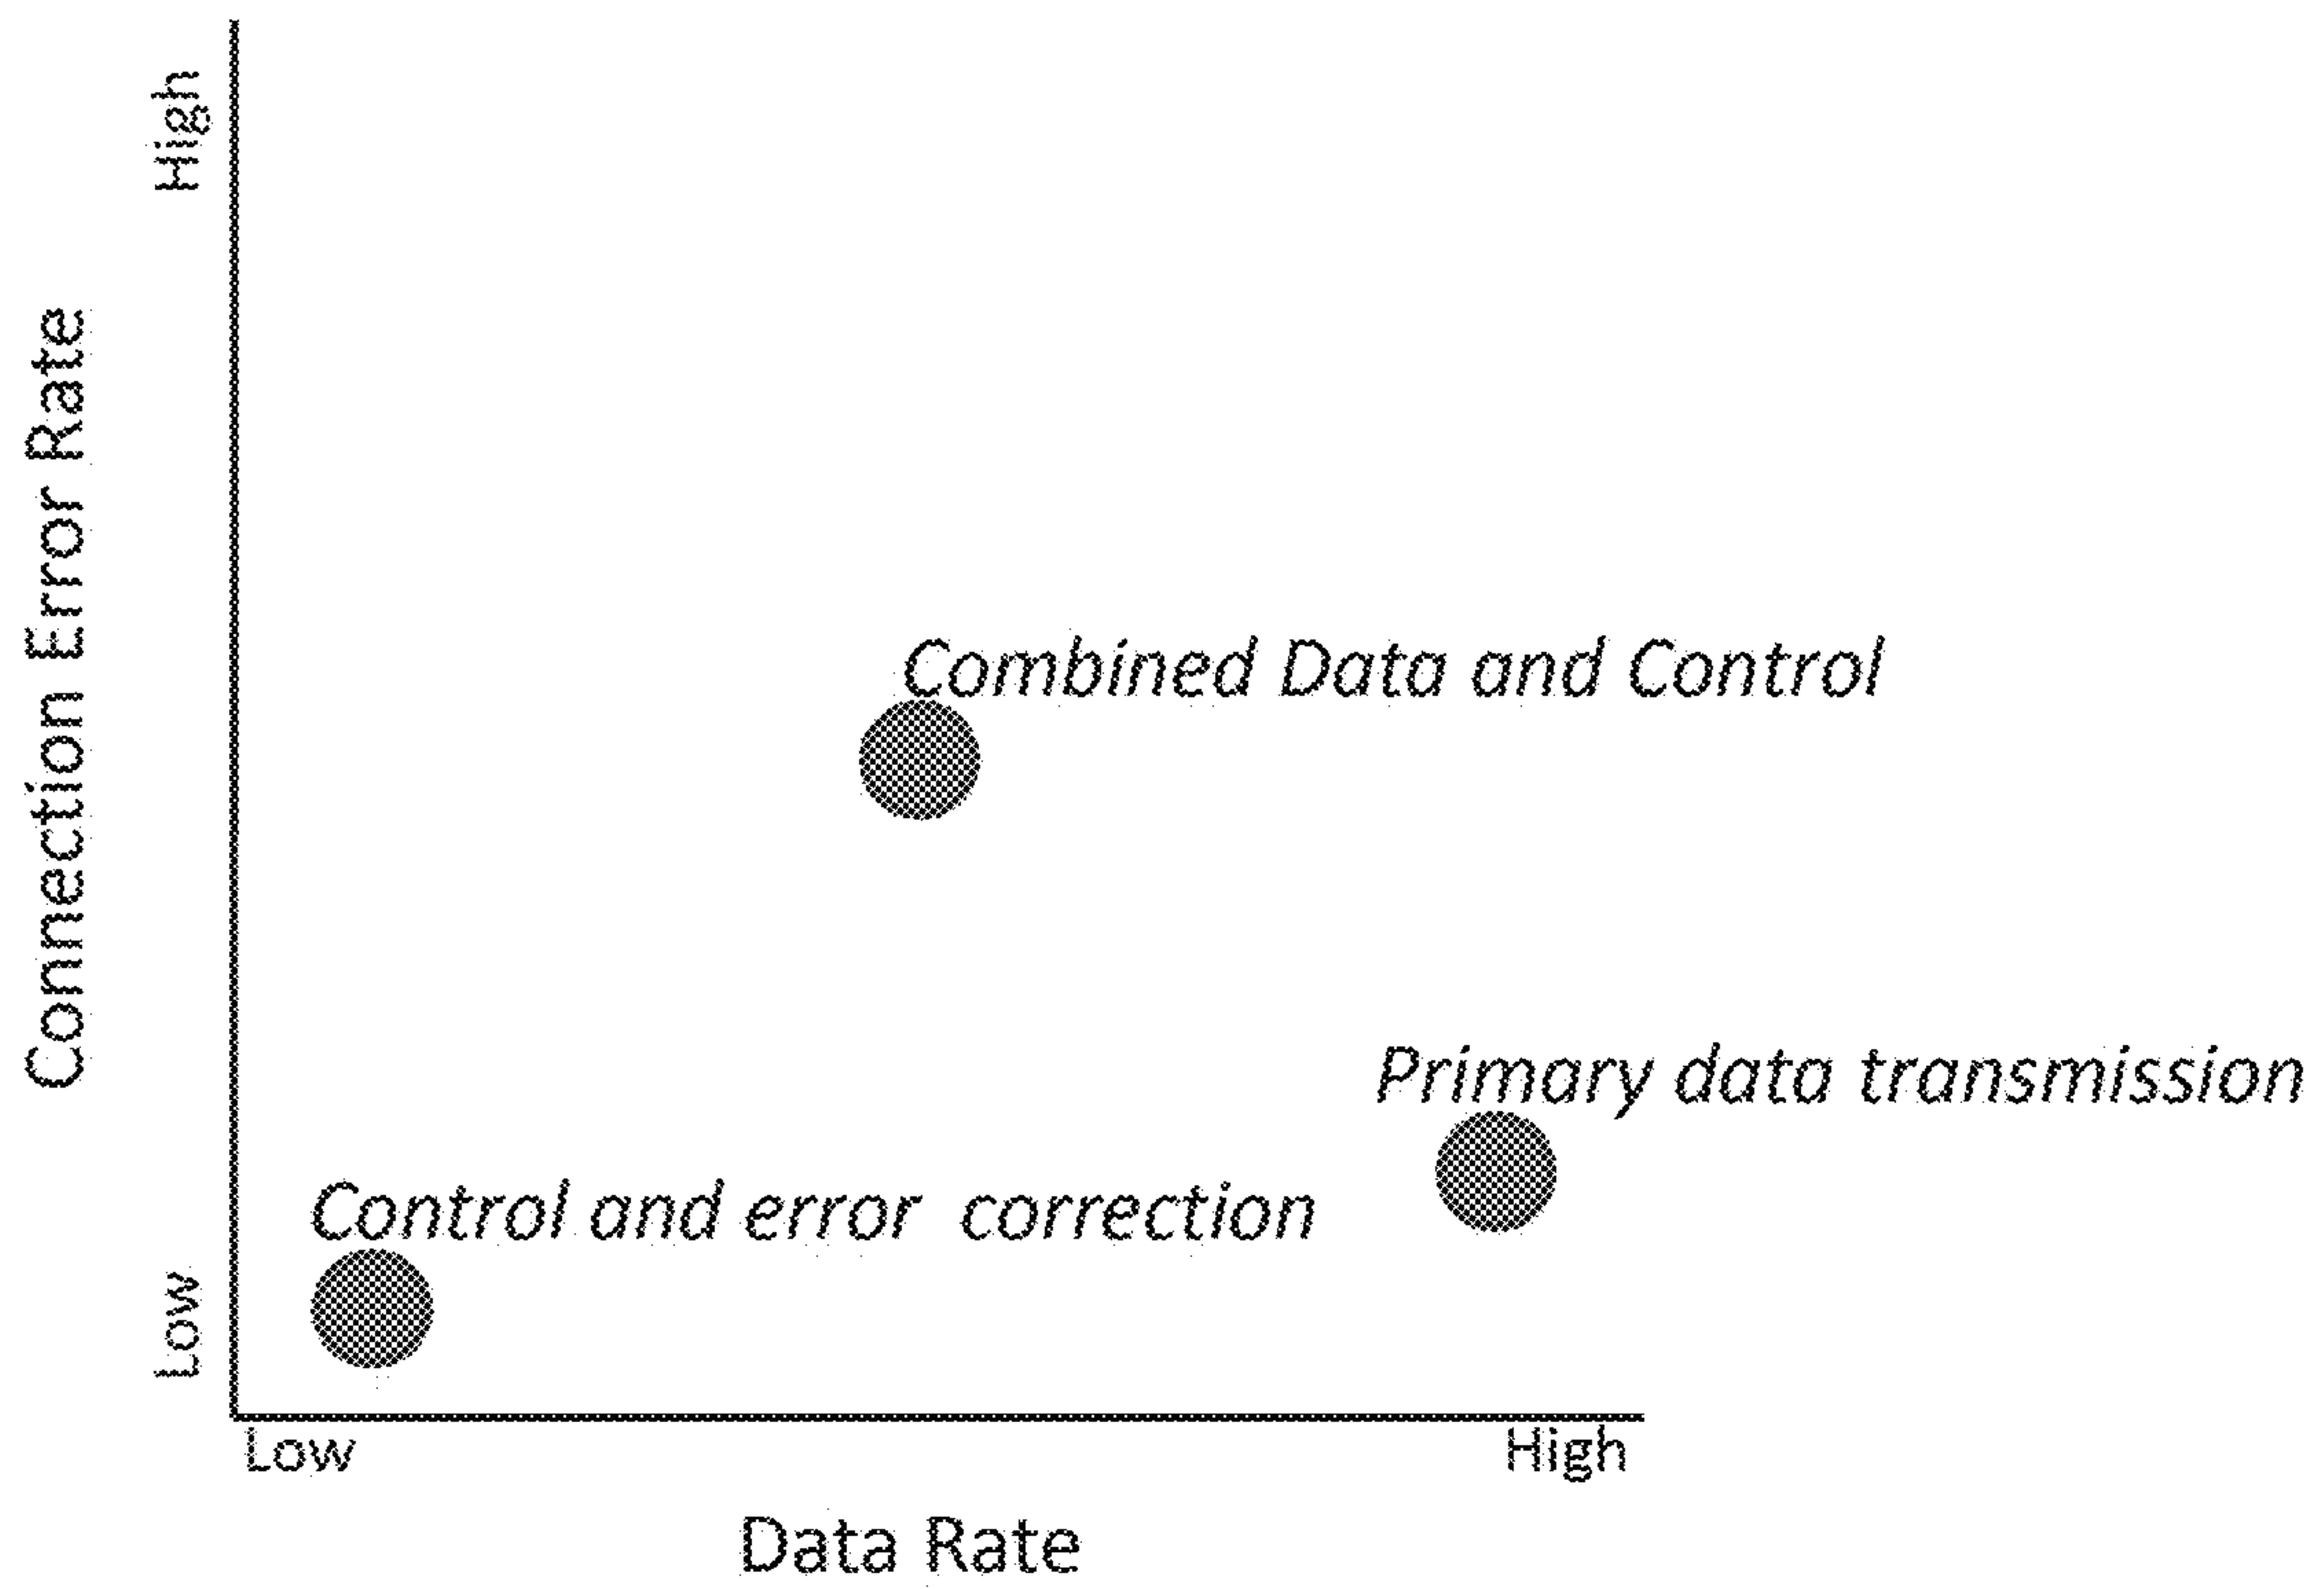 High
Connection Error Rate
Combined Data and Control
Primary data transmission
Control and error correction
Low
Low
High
Data Rate